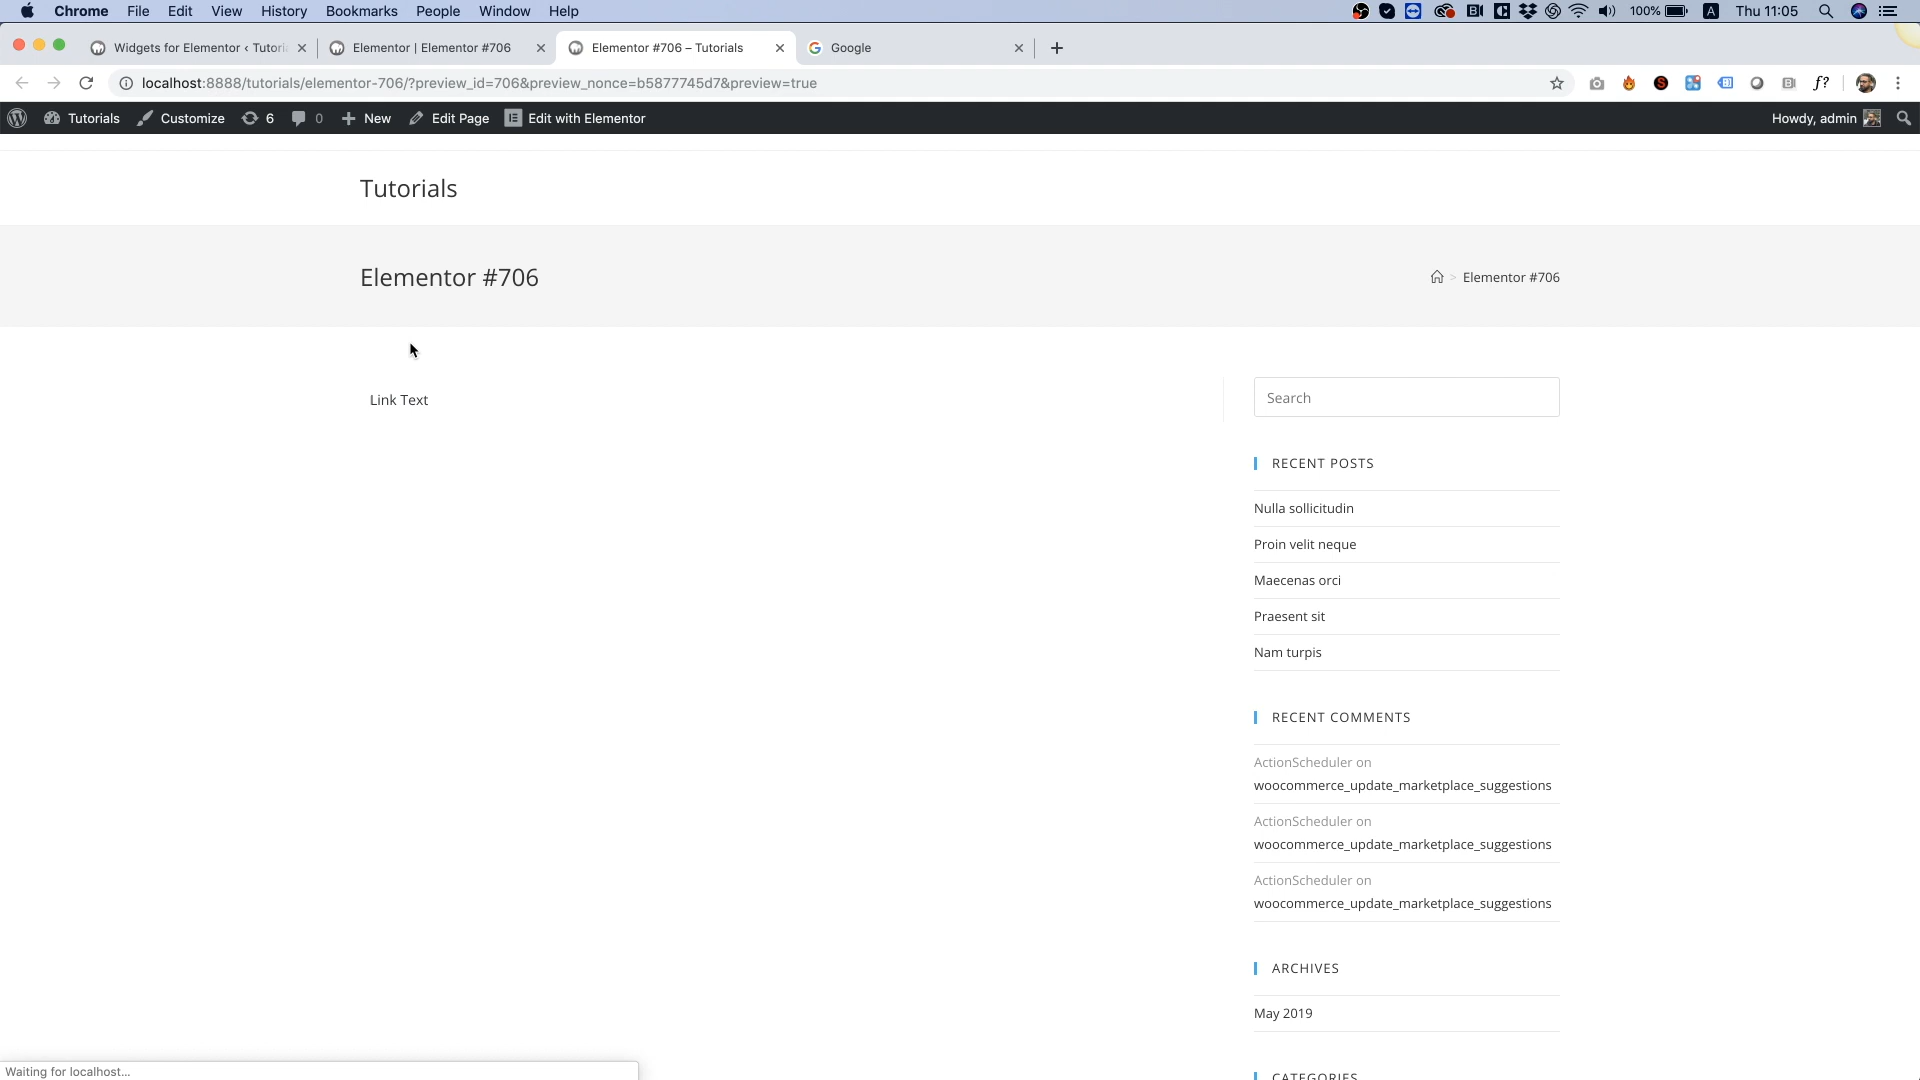 Chrome File Edit View History Bookmarks People Window Help 100% A Thu 11:05
Widgets for Elementor ‹ Tutori Elementor | Elementor #706 Elementor #706 – Tutorials Google
localhost:8888/tutorials/elementor-706/?preview_id=706&preview_nonce=b5877745d7&preview=true f?
Tutorials Customize 6 0 New Edit Page Edit with Elementor Howdy, admin
Tutorials
Elementor #706
> Elementor #706
Link Text
Search
RECENT POSTS
Nulla sollicitudin
Proin velit neque
Maecenas orci
Praesent sit
Nam turpis
RECENT COMMENTS
ActionScheduler on
woocommerce_update_marketplace_suggestions
ActionScheduler on
woocommerce_update_marketplace_suggestions
ActionScheduler on
woocommerce_update_marketplace_suggestions
ARCHIVES
May 2019
CATEGORIES
Waiting for localhost...